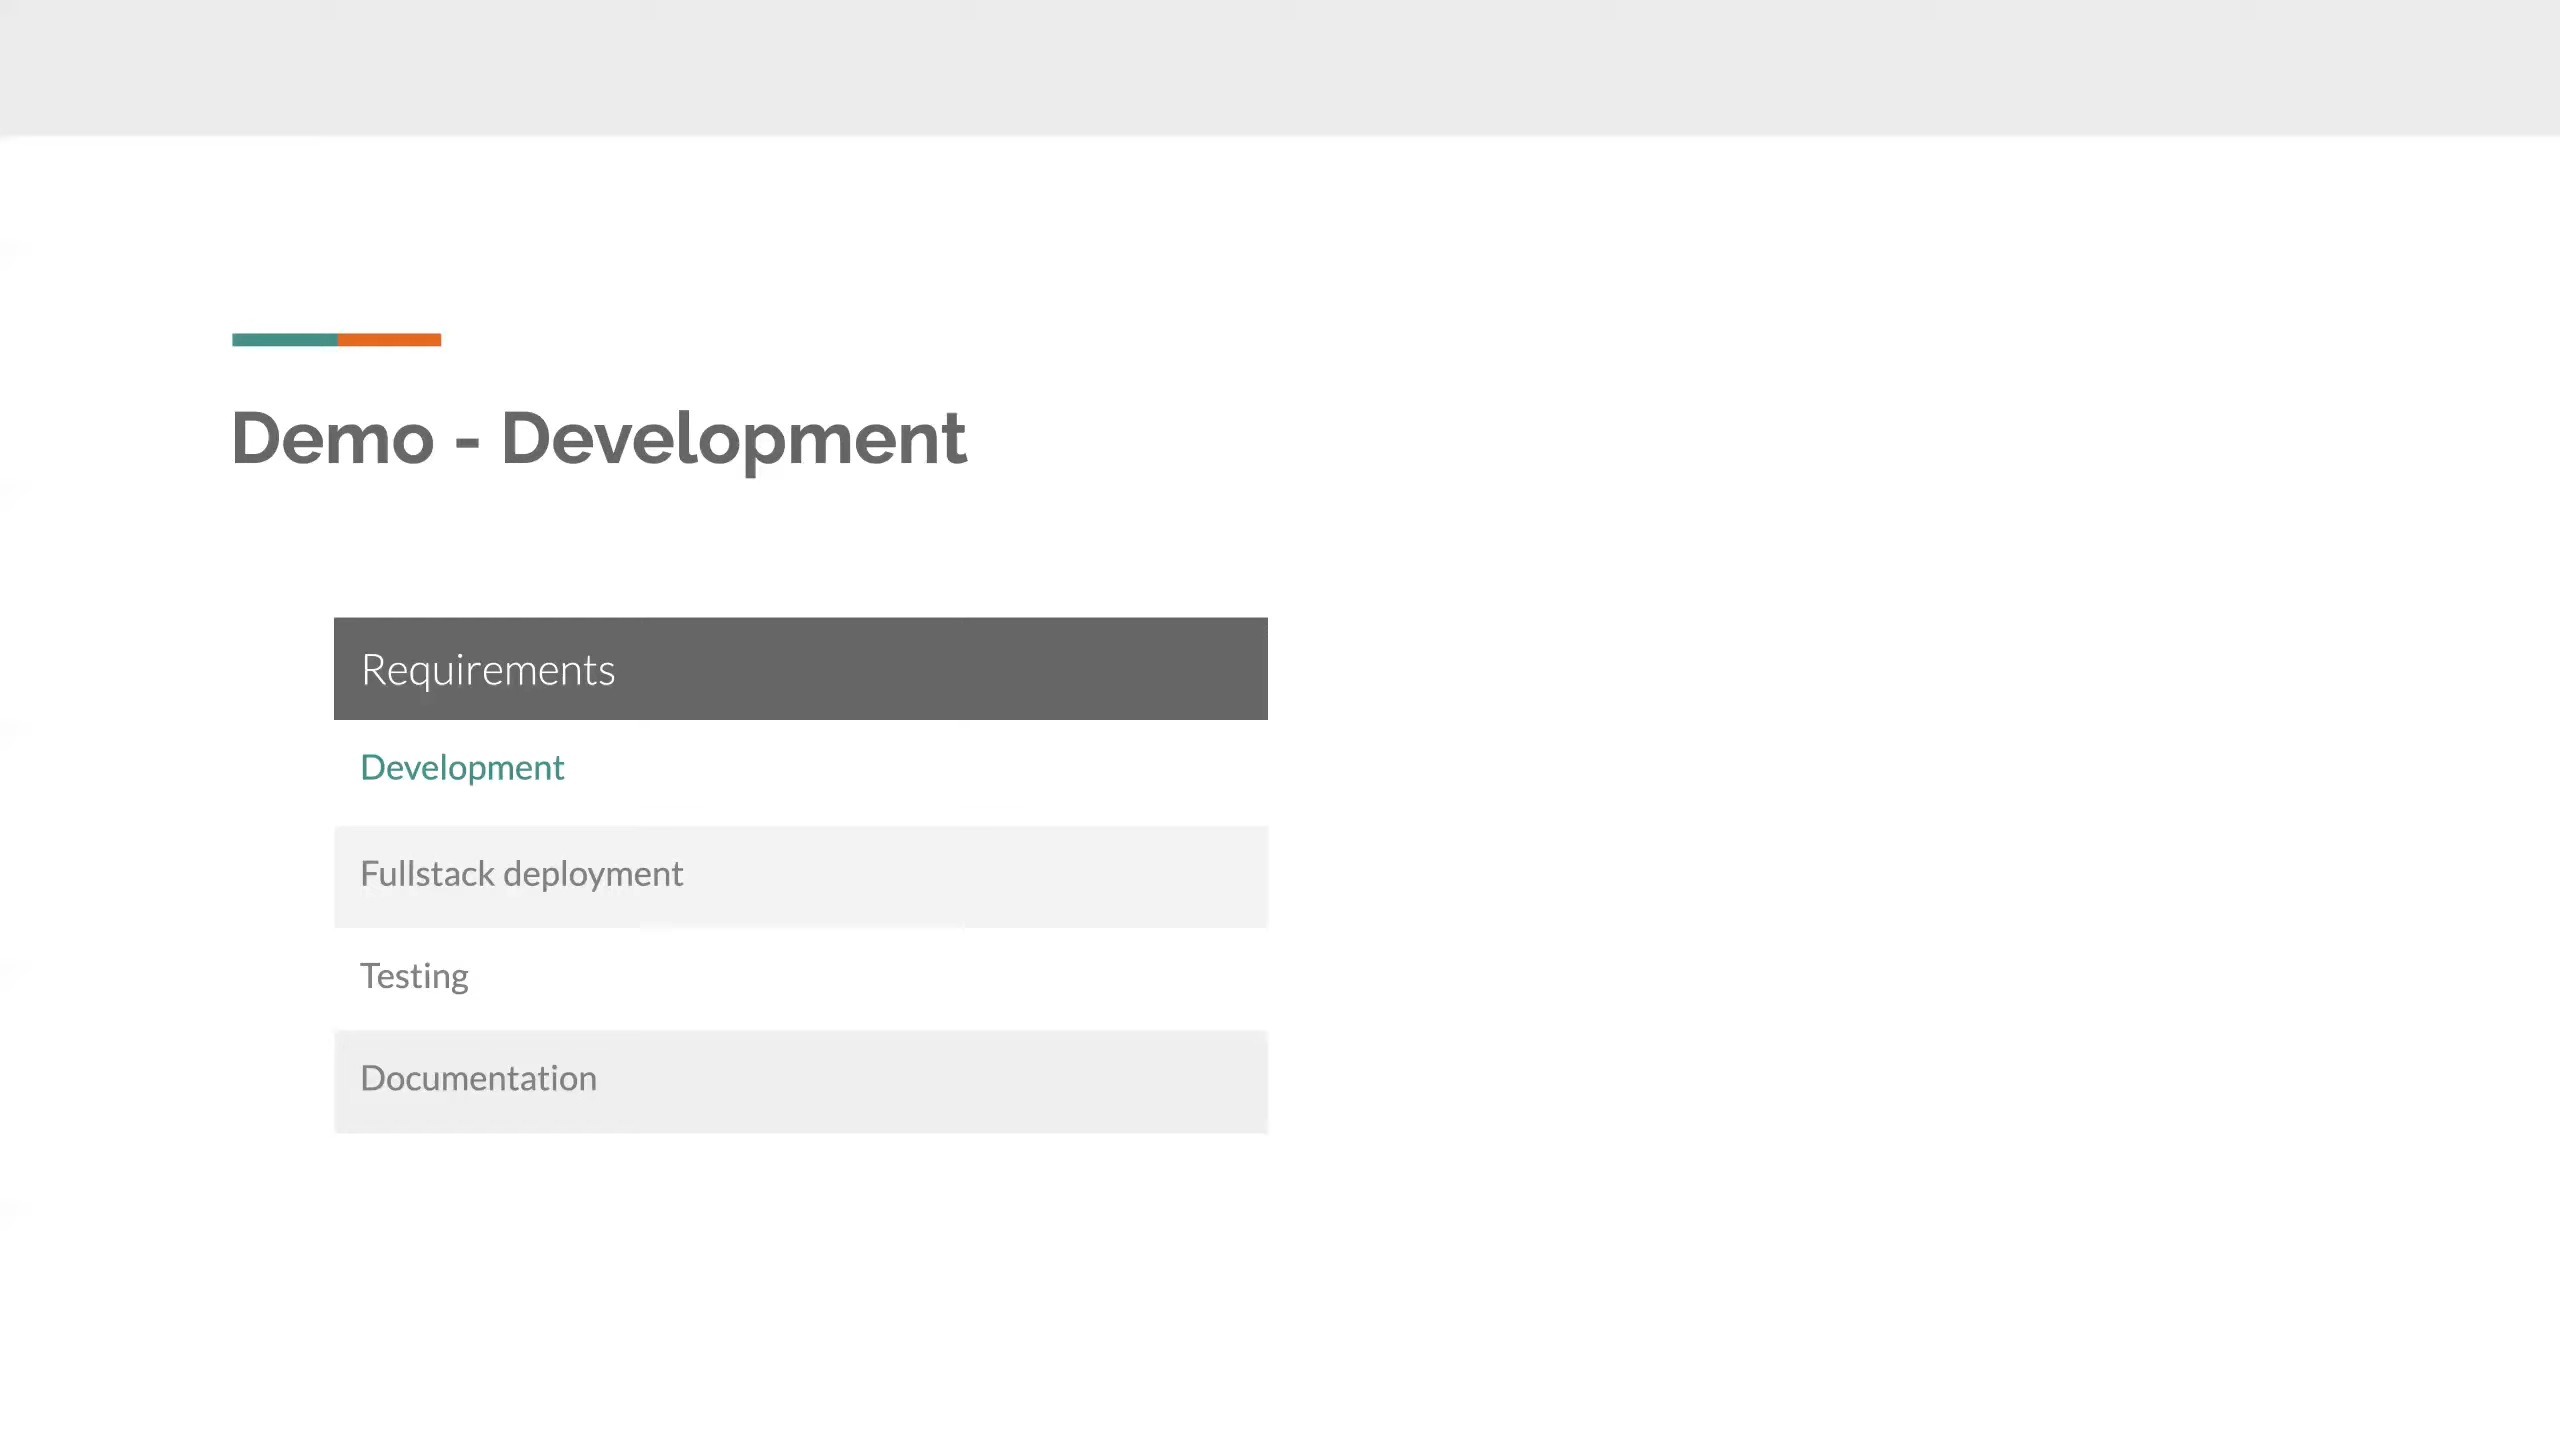 Demo - Development
Requirements
Development
Fullstack deployment
Testing
Documentation